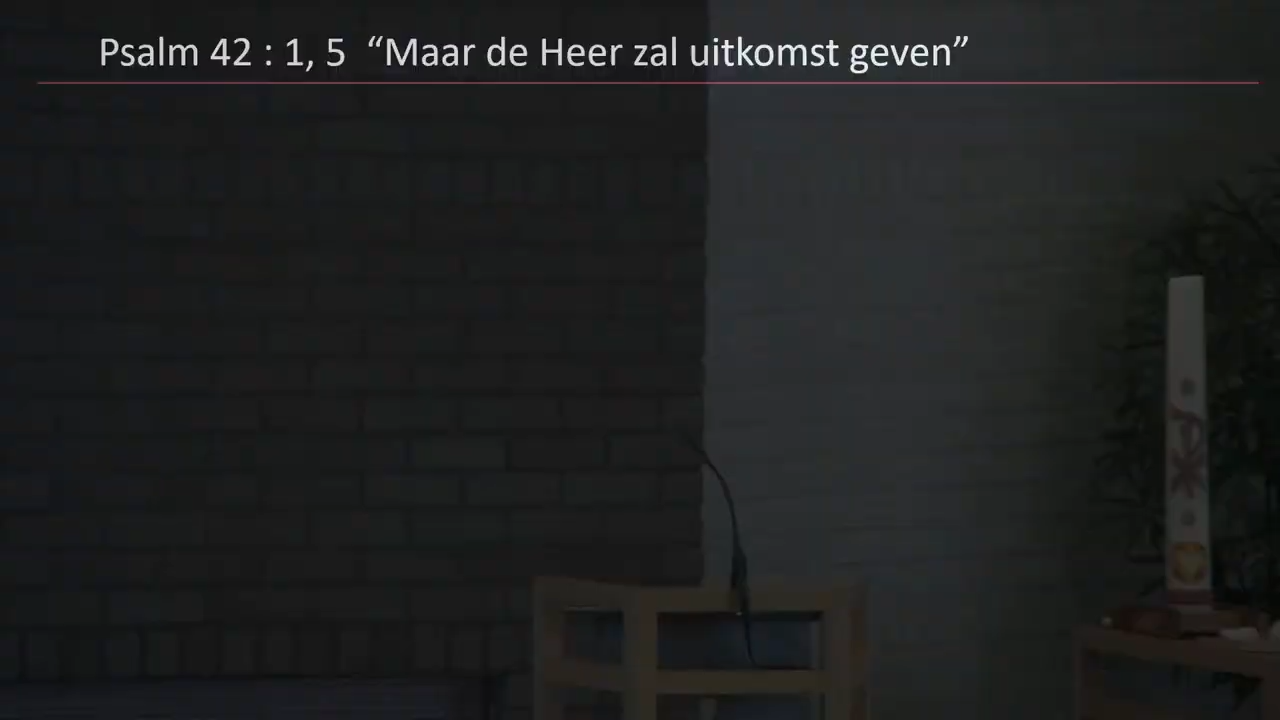 Psalm 42 : 1, 5 “Maar de Heer zal uitkomst geven”